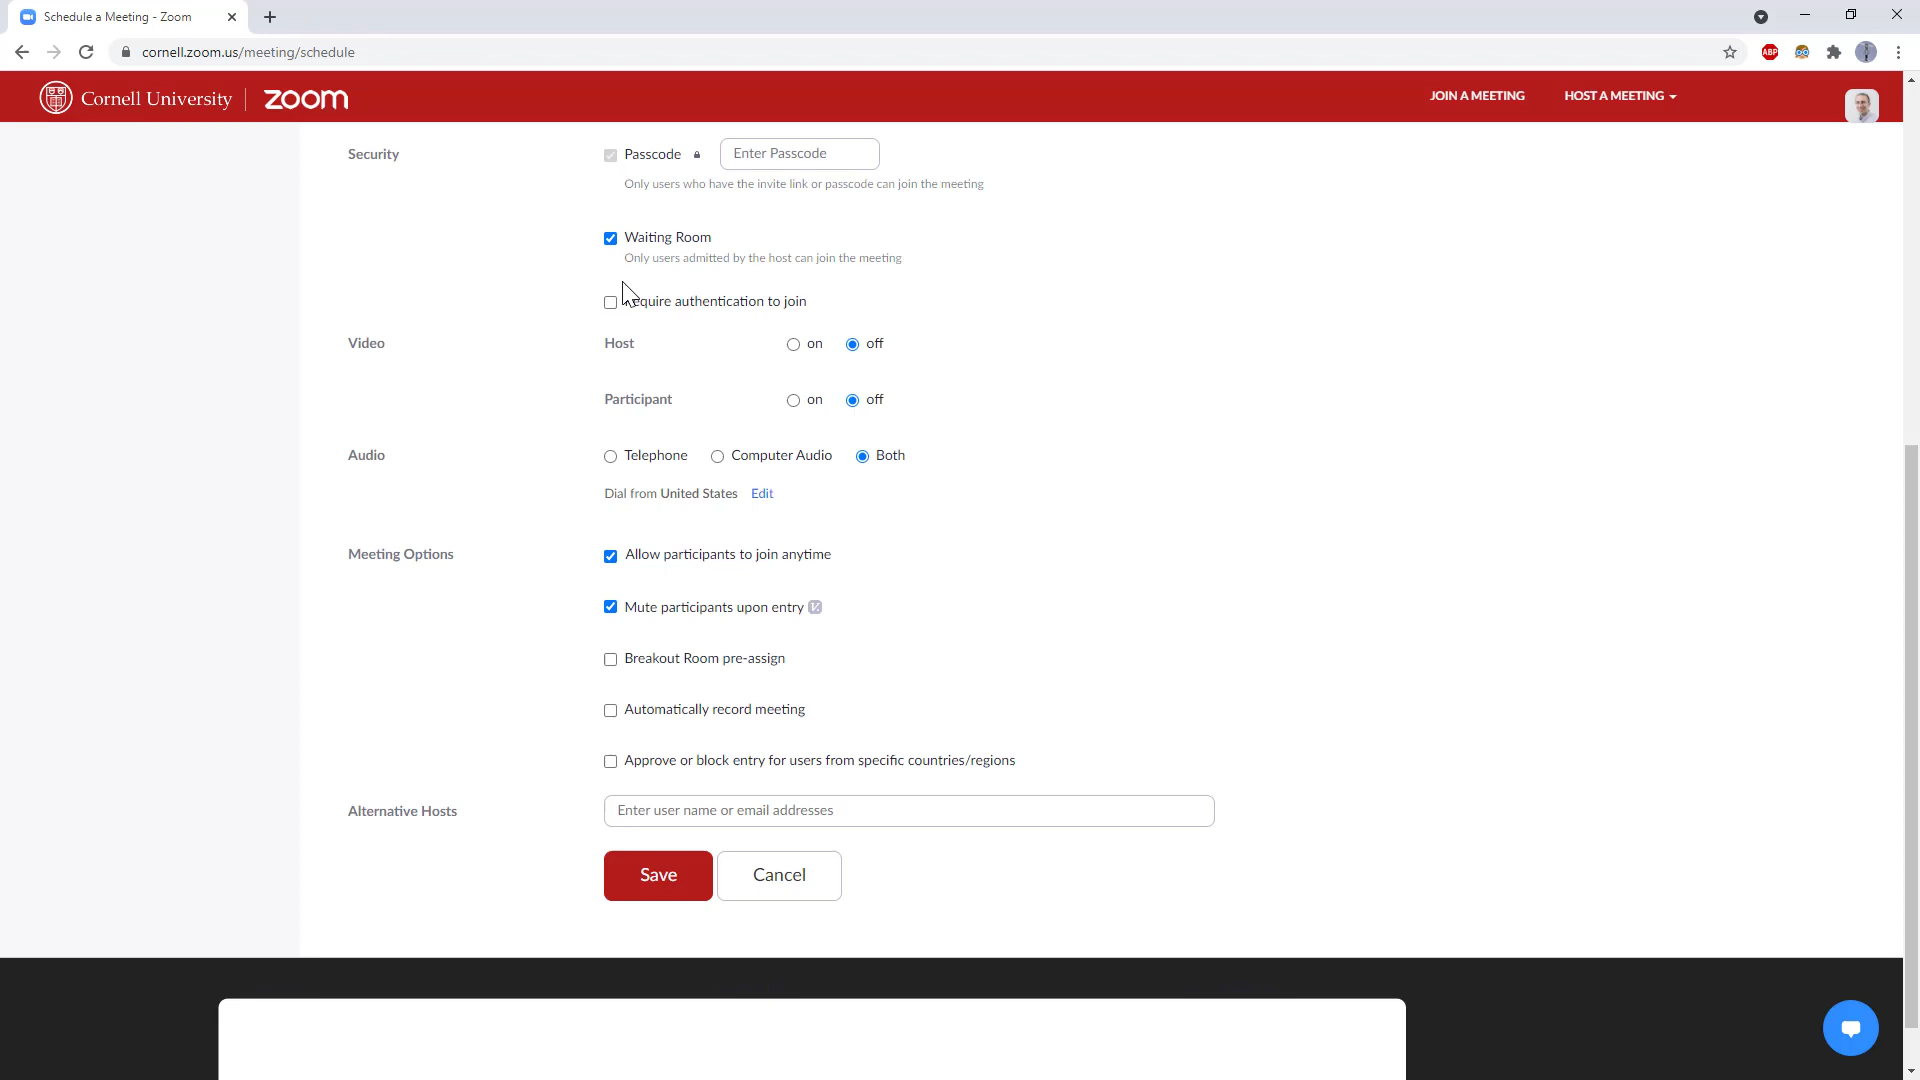 Schedule a Meeting - Zoom
cornell.zoom.us/meeting/schedule
ABP
Cornell University
zoom
JOIN A MEETING
HOST A MEETING
Security
Passcode
Enter Passcode
Only users who have the invite link or passcode can join the meeting
Waiting Room
Only users admitted by the host can join the meeting
equire authentication to join
Video
Host
on
off
Participant
on
off
Audio
Telephone
Computer Audio
Both
Dial from United States Edit
Meeting Options
Allow participants to join anytime
Mute participants upon entry
Breakout Room pre-assign
Automatically record meeting
Approve or block entry for users from specific countries/regions
Alternative Hosts
Enter user name or email addresses
Save
Cancel